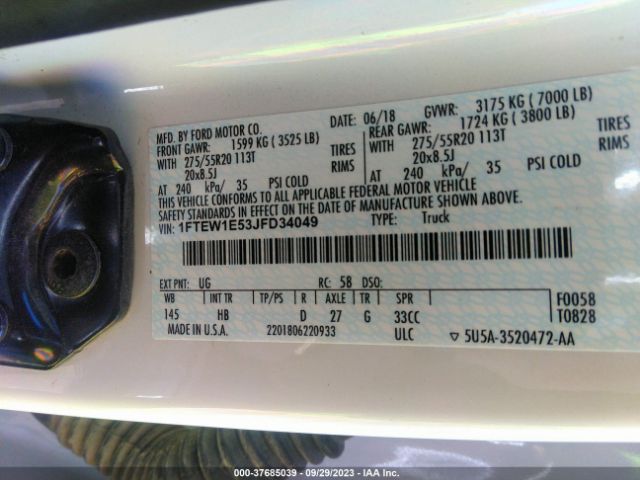 MFD. BY FORD MOTOR CO.
DATE: 06/18 GVWR: 3175 KG ( 7000 LB)
FRONT GAWR: 1599 KG ( 3525 LB)
REAR GAWR: 1724 KG ( 3800 LB)
WITH 275/55R20 113T TIRES
WITH 275/55R20 113T TIRES
20x8.5J RIMS
20x8.5J RIMS
AT 240 kPa/ 35 PSI COLD
AT 240 kPa/ 35 PSI COLD
THIS VEHICLE CONFORMS TO ALL APPLICABLE FEDERAL MOTOR VEHICLE
SAFETY STANDARDS IN EFFECT ON THE DATE OF MANUFACTURE SHOWN ABOVE.
VIN: 1FTEW1E53JFD34049 TYPE: Truck
EXT PNT: UG RC: 58 DSO:
WB INT TR TP/PS R AXLE TR SPR F0058
145 HB D 27 G 33CC T0828
MADE IN U.S.A. 2201806220933 ULC ▽ 5U5A-3520472-AA
000-37685039 - 09/29/2023 - IAA Inc.